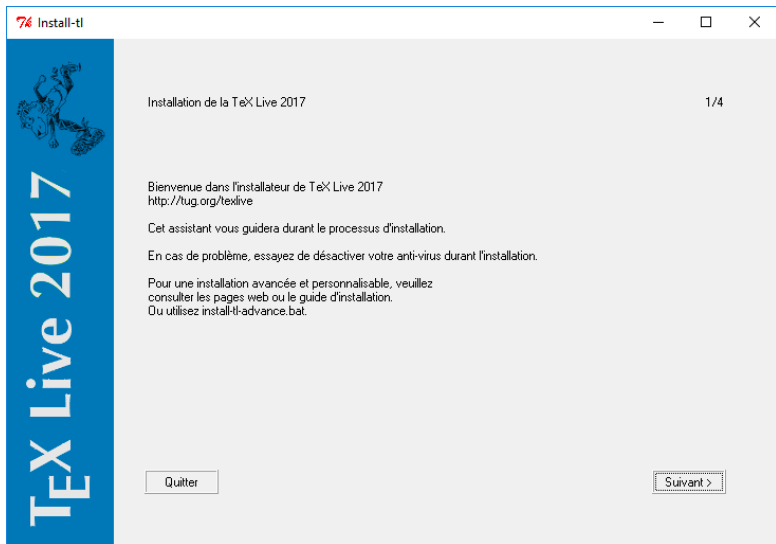 Install-tl
Installation de la TeX Live 2017
1/4
Bienvenue dans l'installateur de TeX Live 2017
http://tug.org/texlive
Cet assistant vous guidera durant le processus d'installation.
En cas de problème, essayez de désactiver votre anti-virus durant l'installation.
Pour une installation avancée et personnalisable, veuillez
consulter les pages web ou le guide d'installation.
Ou utilisez install-tl-advance.bat.
TEX Live 2017
Quitter
Suivant >